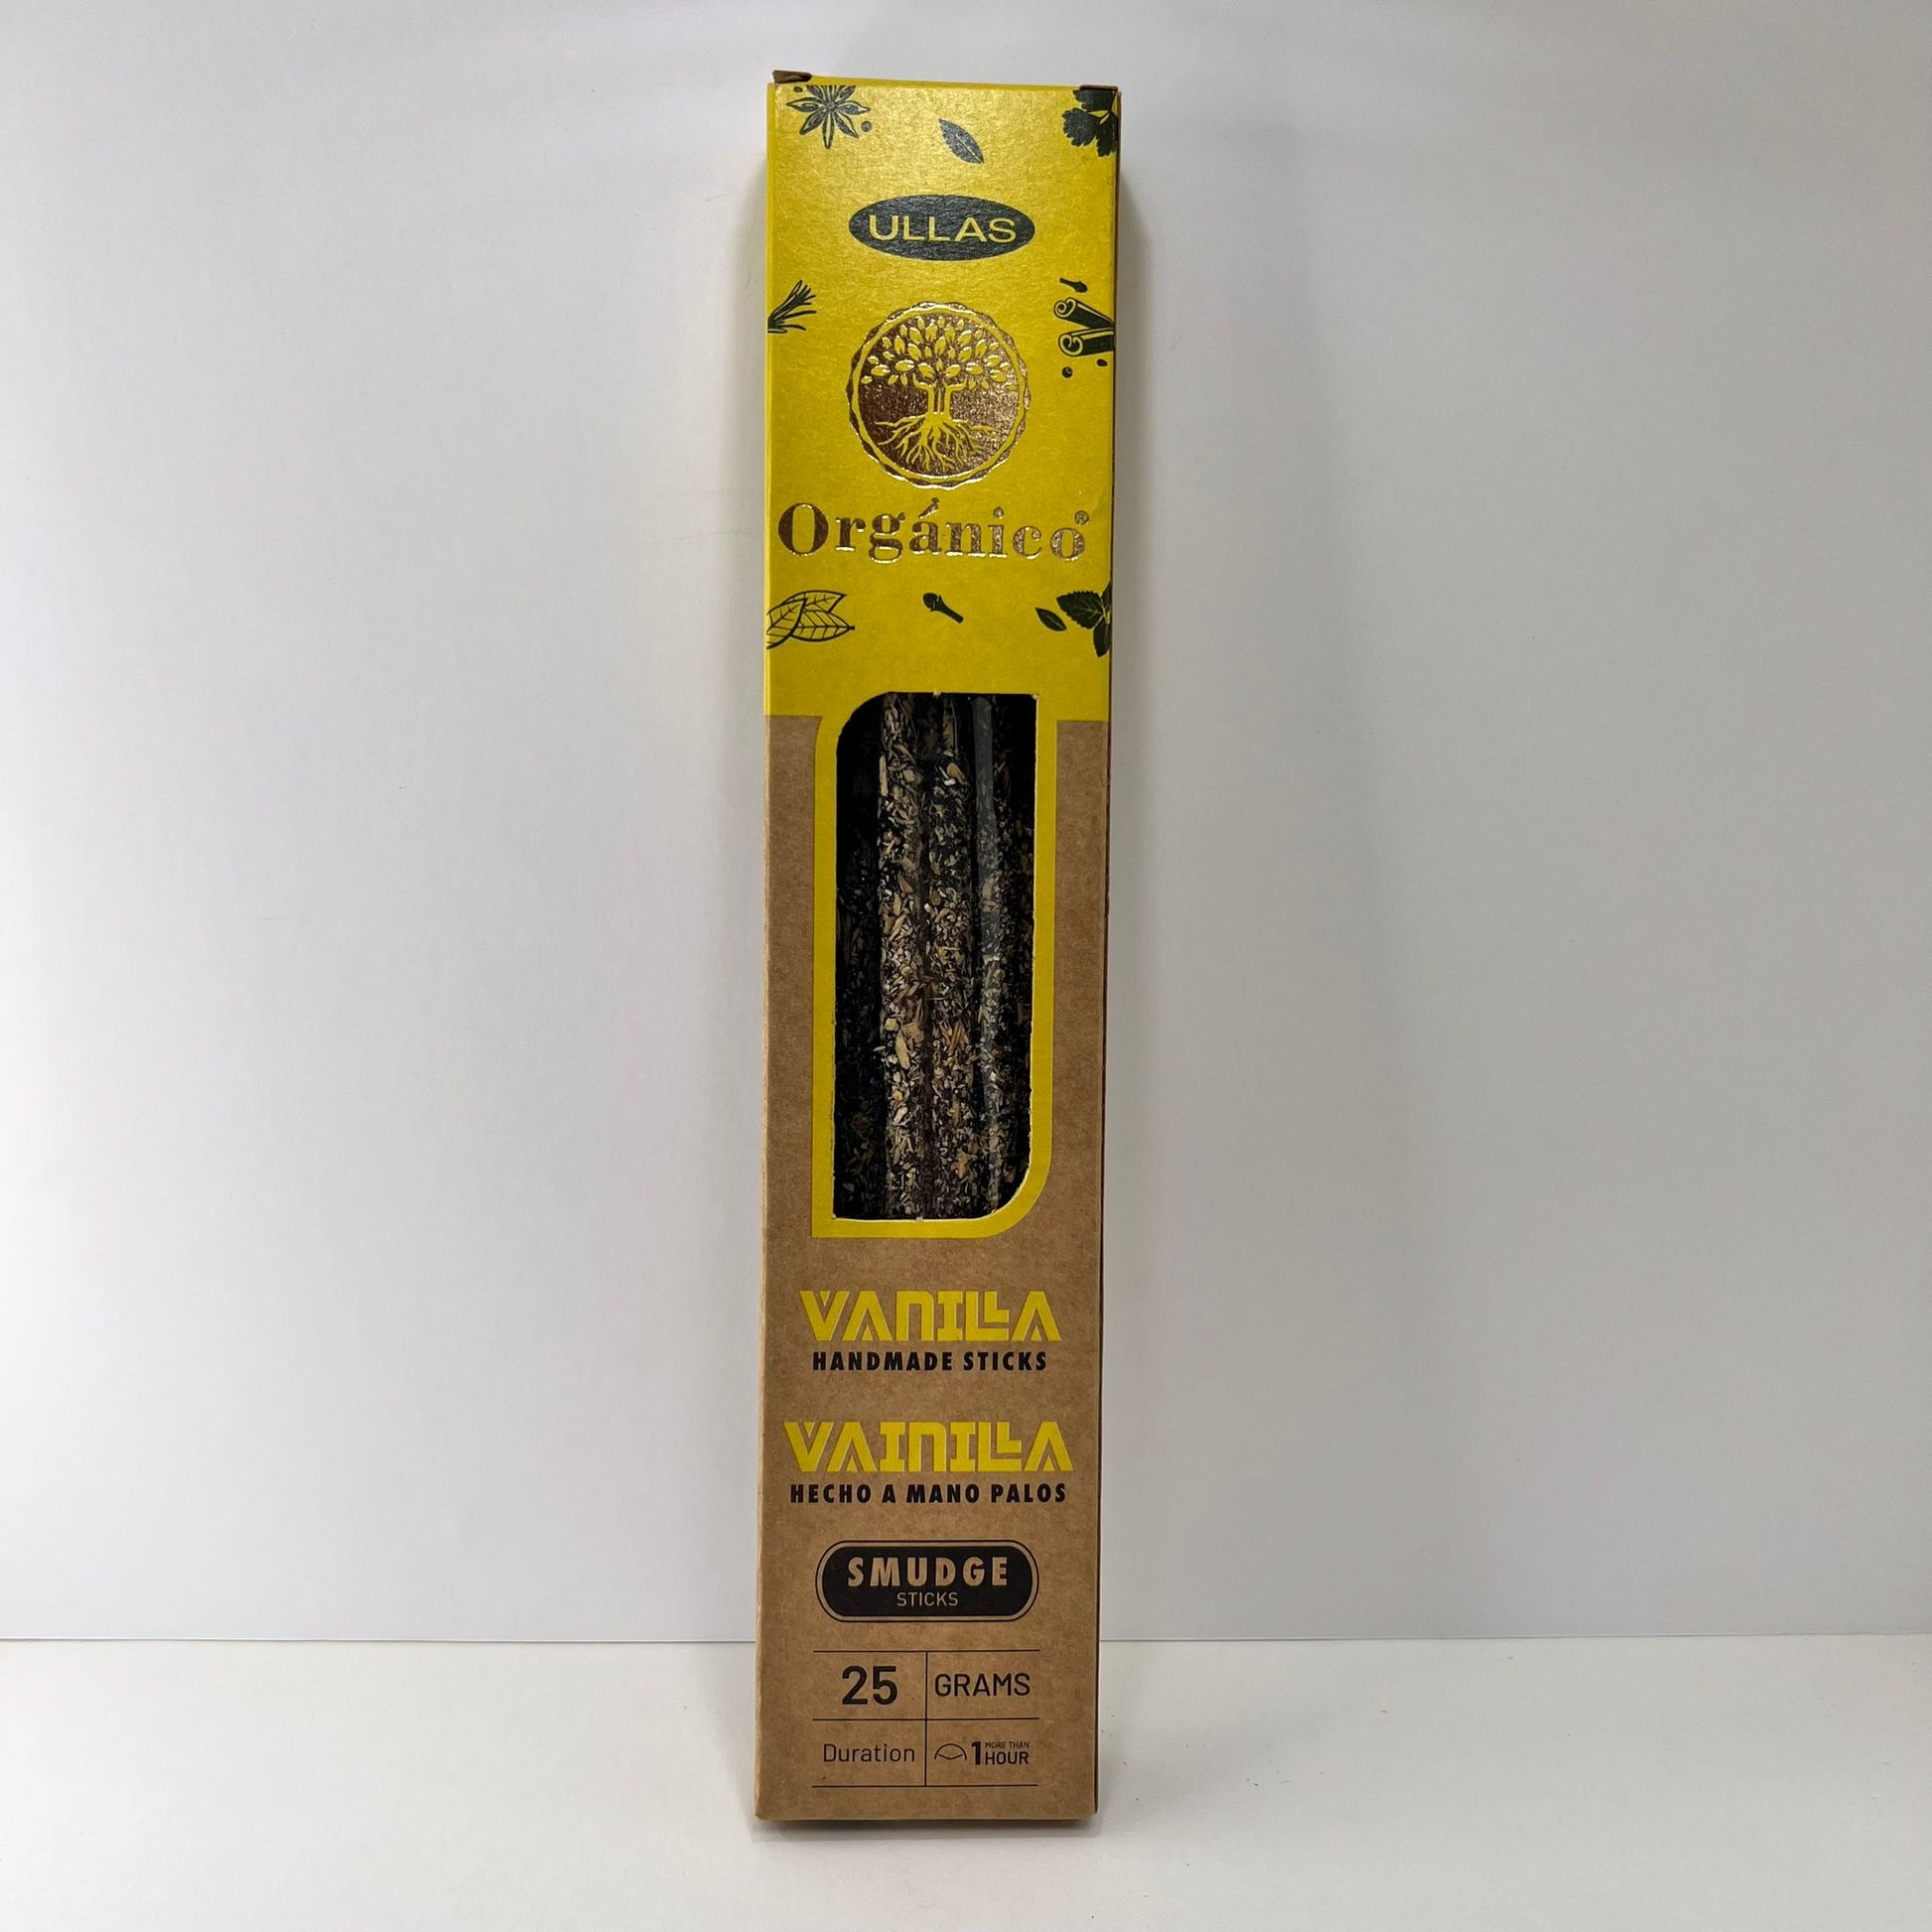 ULLAS
Orgánico®
VANILLA
HANDMADE STICKS
VAINILLA
HECHO A MANO PALOS
SMUDGE
STICKS
25 GRAMS
Duration 1 MORE THAN HOUR